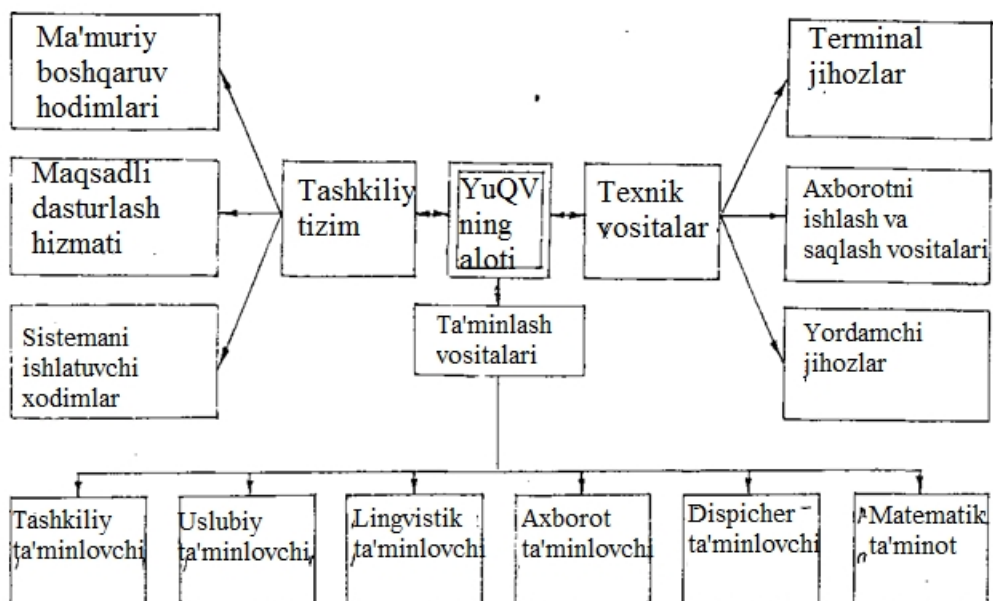 Ma'muriy
boshqaruv
hodimlari
Terminal
jihozlar
Maqsadli
dasturlash
hizmati
Tashkiliy
tizim
YuQV
ning
aloti
Texnik
vositalar
Axborotni
ishlash va
saqlash vositalari
Sistemani
ishlatuvchi
xodimlar
Ta'minlash
vositalari
Yordamchi
jihozlar
Tashkiliy
ta'minlovchi
Uslubiy
ta'minlovchi
Lingvistik
ta'minlovchi
Axborot
ta'minlovchi
Dispicher-
ta'minlovchi
Matematik
ta'minot